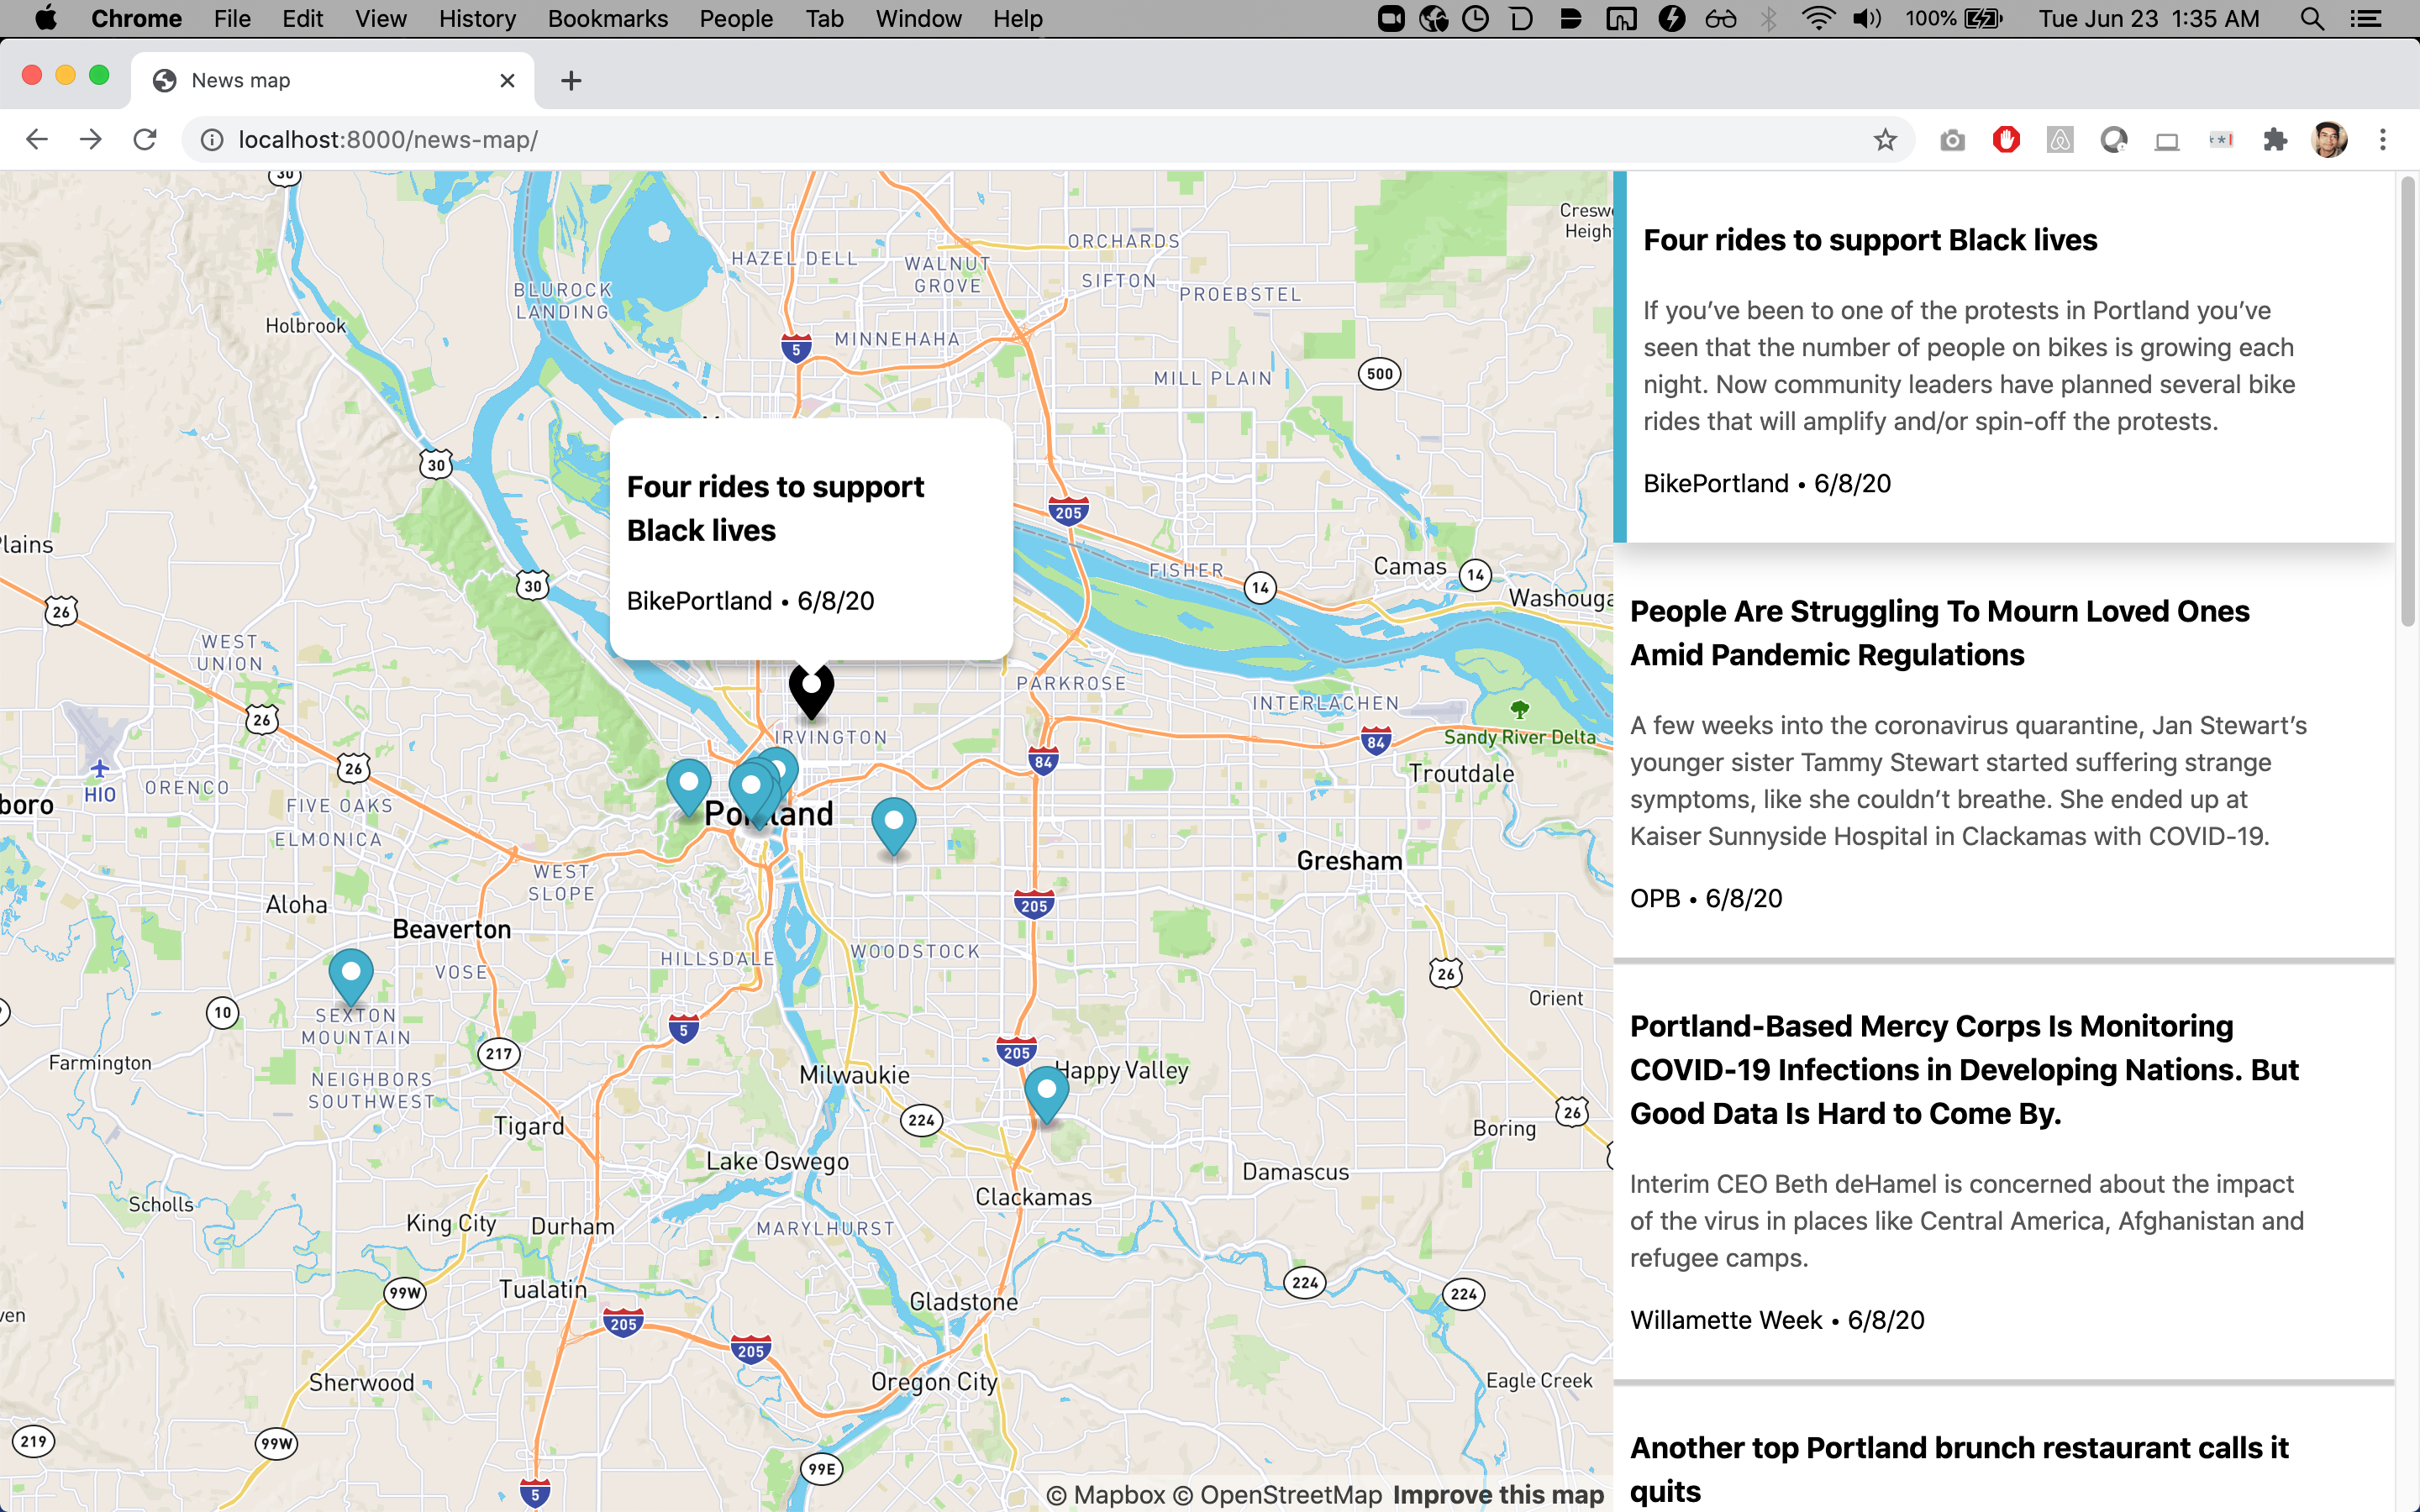 Chrome File Edit View History Bookmarks People Tab Window Help 100% Tue Jun 23 1:35 AM
News map
localhost:8000/news-map/
30
HAZEL DELL
WALNUT
GROVE
ORCHARDS
SIFTON
PROEBSTEL
BLUROCK
LANDING
Holbrook
5
MINNEHAHA
MILL PLAIN
500
30
205
30
FISHER
14
Camas
14
26
WEST
UNION
26
PARKROSE
INTERLACHEN
84
Sandy River Delta
IRVINGTON
84
Troutdale
26
HIO
ORENCO
FIVE OAKS
ELMONICA
WEST
SLOPE
Gresham
205
Aloha
Beaverton
VOSE
HILLSDALE
WOODSTOCK
26
Orient
10
SEXTON
MOUNTAIN
5
217
205
Farmington
NEIGHBORS
SOUTHWEST
Milwaukie
Happy Valley
224
26
Tigard
Boring
Lake Oswego
Damascus
Scholls
Clackamas
King City
Durham
MARYLHURST
Tualatin
99W
224
224
Gladstone
205
205
Sherwood
Oregon City
Eagle Creek
219
99W
99E
5
Four rides to support
Black lives
BikePortland • 6/8/20
© Mapbox © OpenStreetMap Improve this map
Four rides to support Black lives
If you’ve been to one of the protests in Portland you’ve
seen that the number of people on bikes is growing each
night. Now community leaders have planned several bike
rides that will amplify and/or spin-off the protests.
BikePortland • 6/8/20
People Are Struggling To Mourn Loved Ones
Amid Pandemic Regulations
A few weeks into the coronavirus quarantine, Jan Stewart’s
younger sister Tammy Stewart started suffering strange
symptoms, like she couldn’t breathe. She ended up at
Kaiser Sunnyside Hospital in Clackamas with COVID-19.
OPB • 6/8/20
Portland-Based Mercy Corps Is Monitoring
COVID-19 Infections in Developing Nations. But
Good Data Is Hard to Come By.
Interim CEO Beth deHamel is concerned about the impact
of the virus in places like Central America, Afghanistan and
refugee camps.
Willamette Week • 6/8/20
Another top Portland brunch restaurant calls it
quits